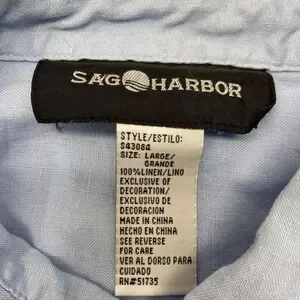 SAG HARBOR
STYLE/ESTILO:
S43084
SIZE: LARGE/
GRANDE
100%LINEN/LINO
EXCLUSIVE OF
DECORATION/
EXCLUSIVO DE
DECORACION
MADE IN CHINA
HECHO EN CHINA
SEE REVERSE
FOR CARE
VER AL DORSO PARA
CUIDADO
RN#51735